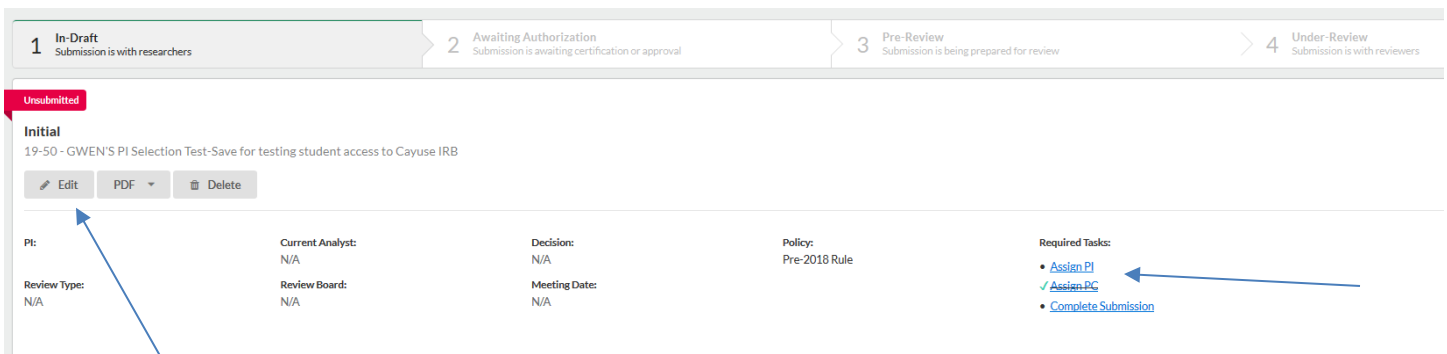 1 In-Draft
Submission is with researchers
2 Awaiting Authorization
Submission is awaiting certification or approval
3 Pre-Review
Submission is being prepared for review
4 Under-Review
Submission is with reviewers
Unsubmitted
Initial
19-50 - GWEN'S PI Selection Test-Save for testing student access to Cayuse IRB
Edit PDF Delete
PI: Current Analyst: Decision: Policy: Required Tasks:
N/A N/A Pre-2018 Rule
• Assign PI
Review Type: Review Board: Meeting Date:
✓ Assign PC
N/A N/A N/A
• Complete Submission